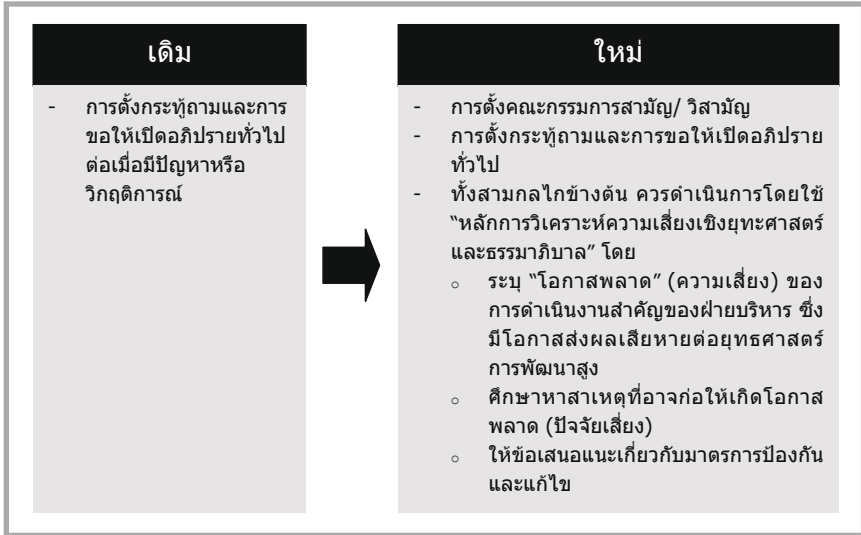 เดิม
- การตั้งกระทู้ถามและการ
ขอให้เปิดอภิปรายทั่วไป
ต่อเมื่อมีปัญหาหรือ
วิกฤติการณ์
ใหม่
- การตั้งคณะกรรมการสามัญ/ วิสามัญ
- การตั้งกระทู้ถามและการขอให้เปิดอภิปราย
ทั่วไป
- ทั้งสามกลไกข้างต้น ควรดำเนินการโดยใช้
“หลักการวิเคราะห์ความเสี่ยงเชิงยุทะศาสตร์
และธรรมาภิบาล” โดย
○ ระบุ “โอกาสพลาด” (ความเสี่ยง) ของ
การดำเนินงานสำคัญของฝ่ายบริหาร ซึ่ง
มีโอกาสส่งผลเสียหายต่อยุทธศาสตร์
การพัฒนาสูง
○ ศึกษาหาสาเหตุที่อาจก่อให้เกิดโอกาส
พลาด (ปัจจัยเสี่ยง)
○ ให้ข้อเสนอแนะเกี่ยวกับมาตรการป้องกัน
และแก้ไข